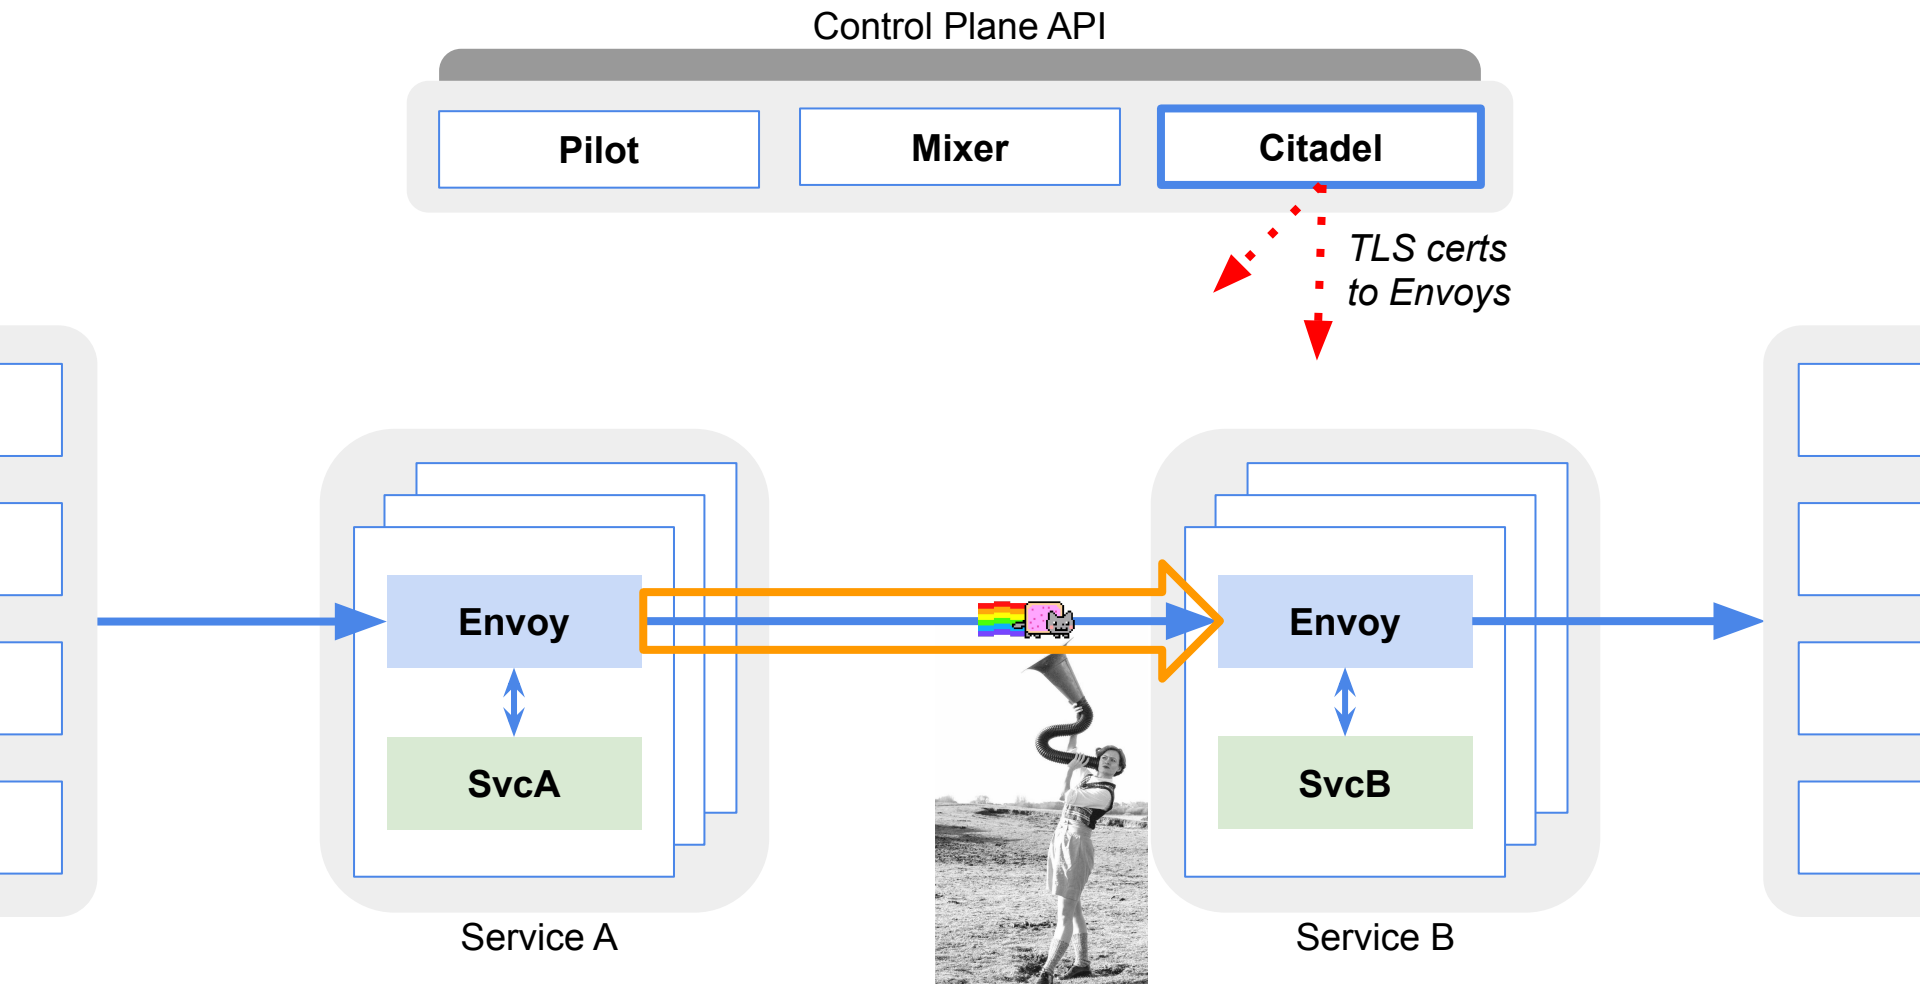 Control Plane API
Pilot
Mixer
Citadel
TLS certs
to Envoys
Envoy
Envoy
SvcA
SvcB
Service A
Service B